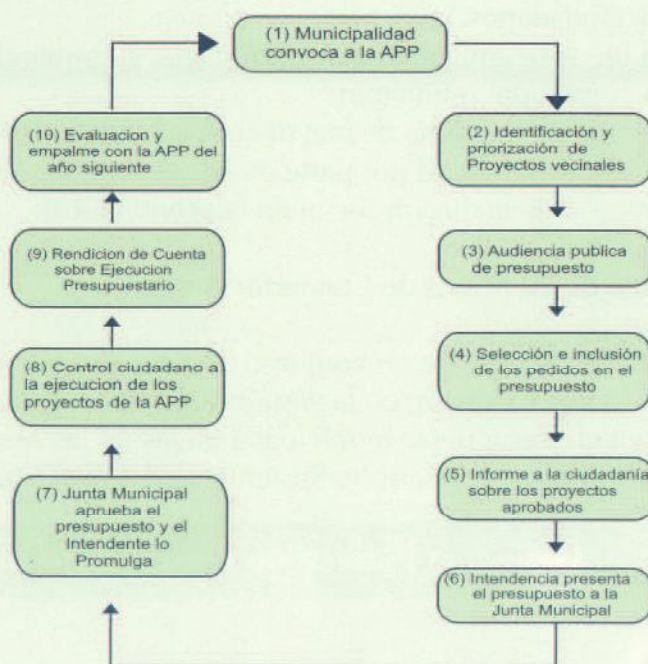 (1) Municipalidad
convoca a la APP
(2) Identificación y
priorización de
Proyectos vecinales
(3) Audiencia publica
de presupuesto
(4) Selección e inclusión
de los pedidos en el
presupuesto
(5) Informe a la ciudadanía
sobre los proyectos
aprobados
(6) Intendencia presenta
el presupuesto a la
Junta Municipal
(7) Junta Municipal
aprueba el
presupuesto y el
Intendente lo
Promulga
(8) Control ciudadano a
la ejecucion de los
proyectos de la APP
(9) Rendicion de Cuenta
sobre Ejecucion
Presupuestario
(10) Evaluacion y
empalme con la APP del
año siguiente